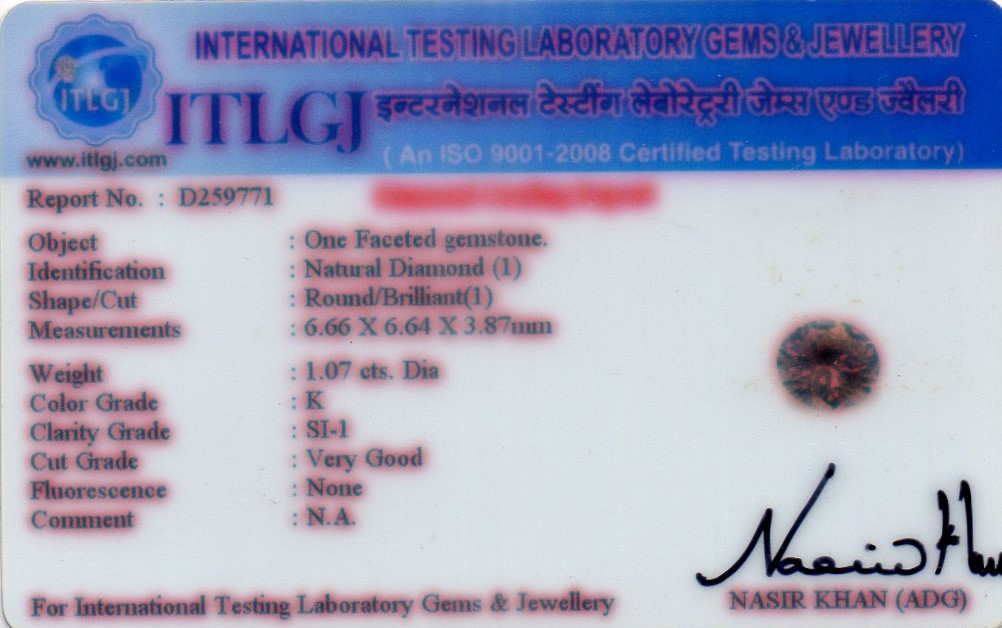 INTERNATIONAL TESTING LABORATORY GEMS & JEWELLERY
ITLGJ
ITLGJ इन्टरनेशनल टेस्टींग लेबोरेट्ररी जेम्स एण्ड ज्वैलरी
www.itlgj.com
( An ISO 9001-2008 Certified Testing Laboratory)
Report No. : D259771
Object : One Faceted gemstone.
Identification : Natural Diamond (1)
Shape/Cut : Round/Brilliant(1)
Measurements : 6.66 X 6.64 X 3.87mm
Weight : 1.07 cts. Dia
Color Grade : K
Clarity Grade : SI-1
Cut Grade : Very Good
Fluorescence : None
Comment : N.A.
For International Testing Laboratory Gems & Jewellery
NASIR KHAN (ADG)